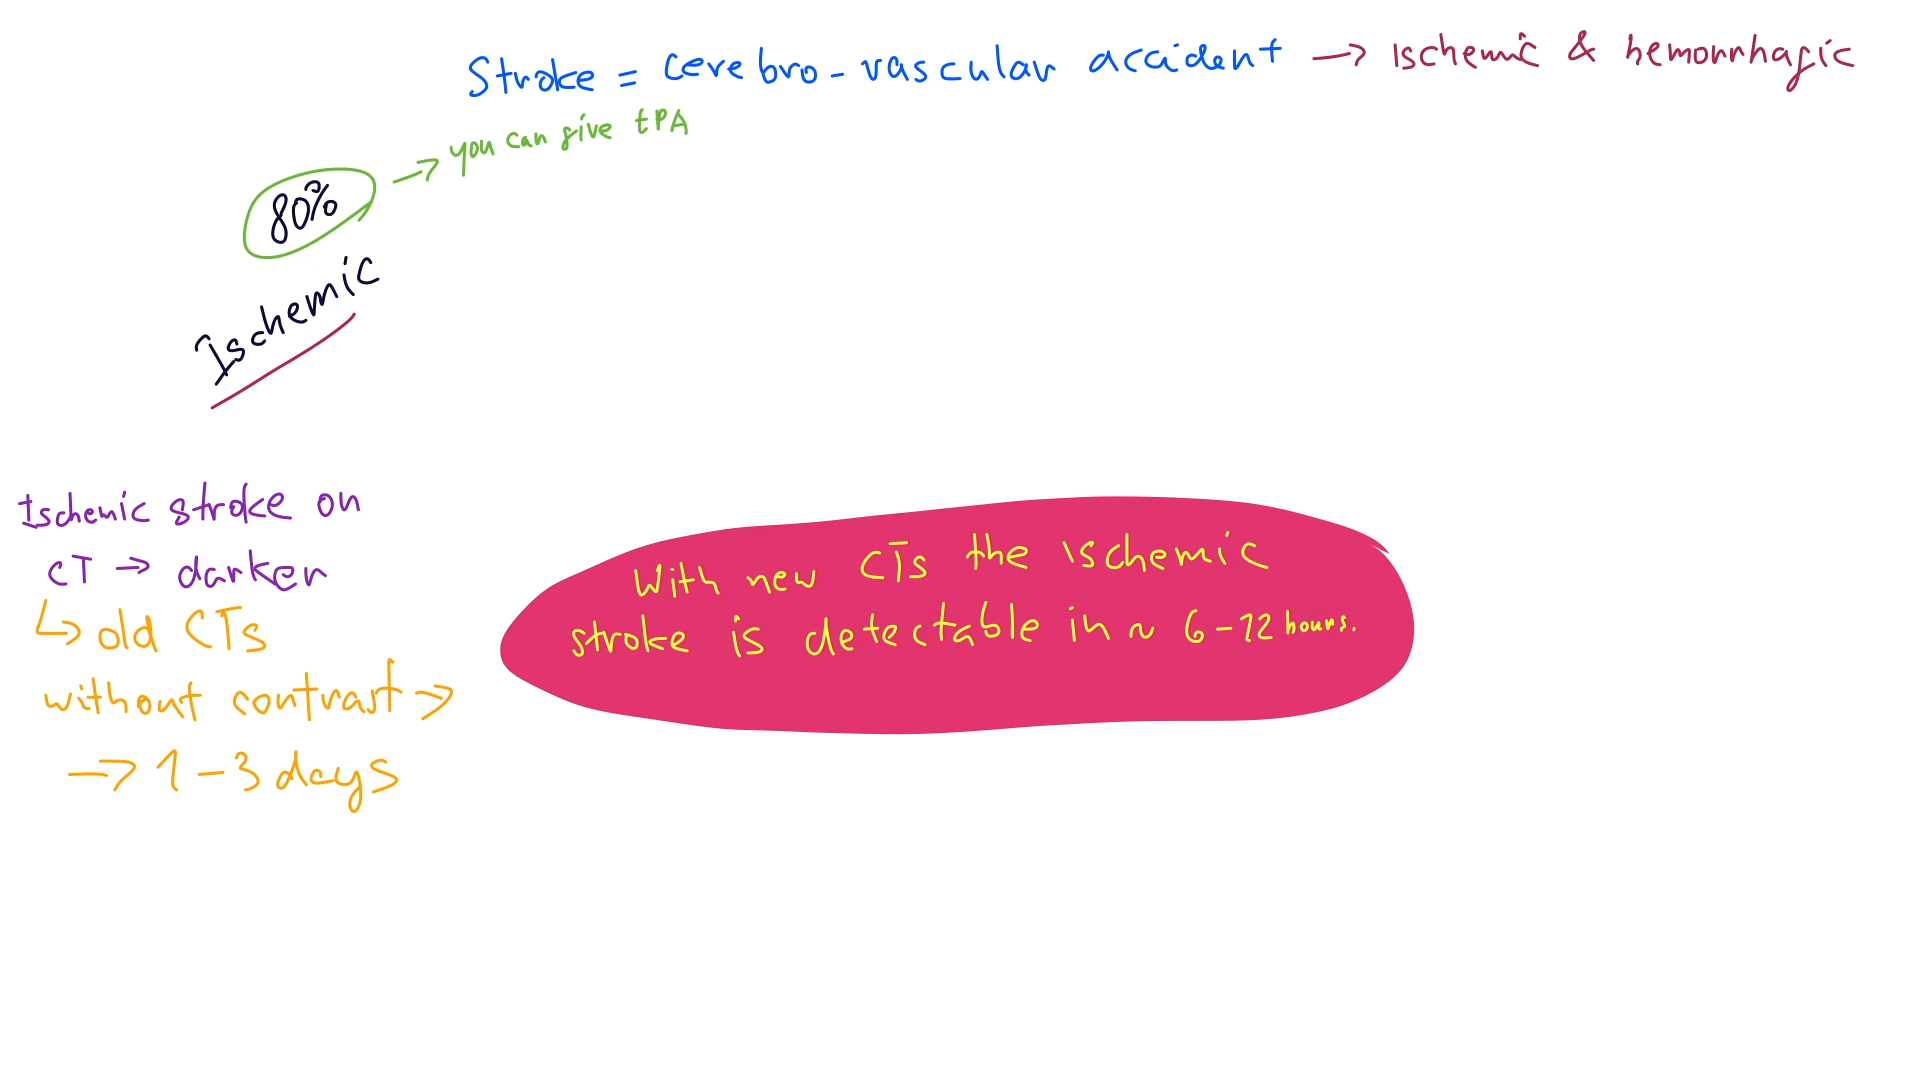 Stroke = cerebro-vascular accident → Ischemic & hemorrhagic
→ you can give tPA
80%
Ischemic
Ischemic stroke on
CT → darker
↳ old CTs
without contrast →
→ 1-3 days
With new CTs the ischemic
stroke is detectable in ~ 6-12 hours.